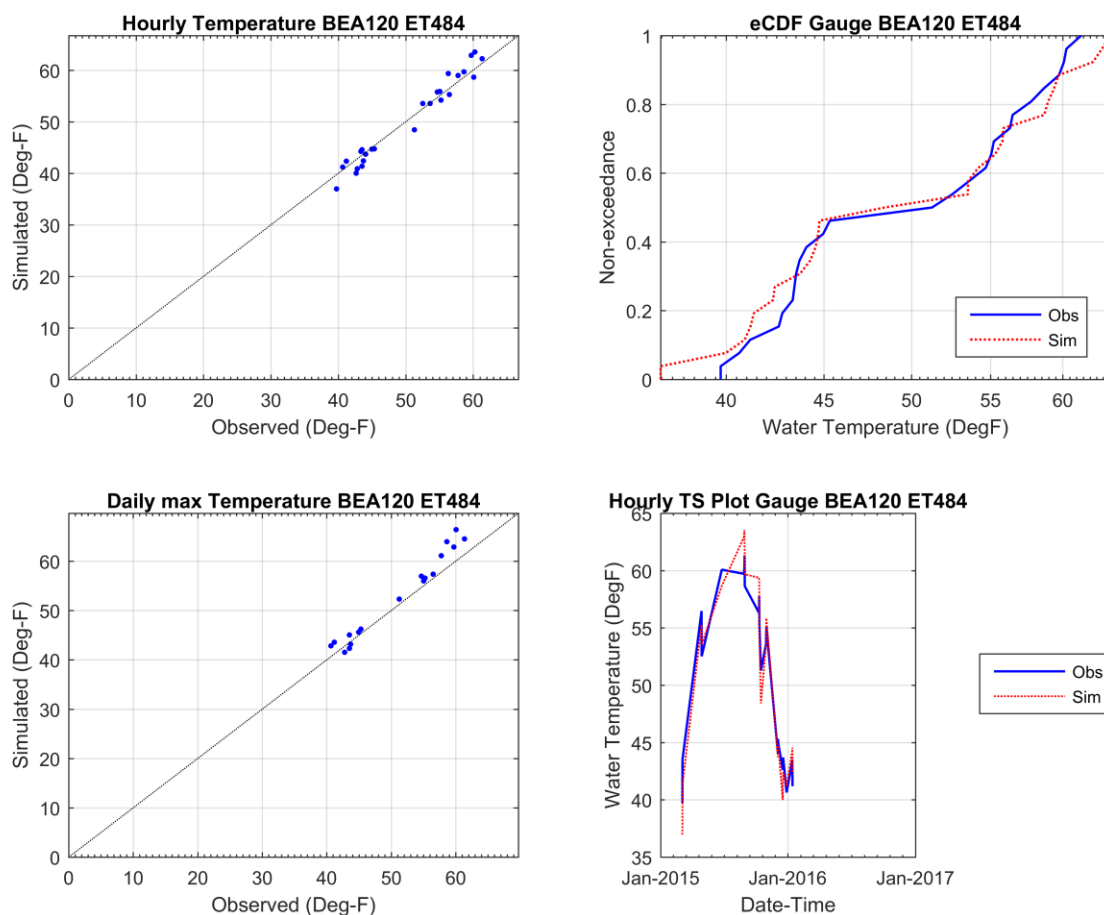 Hourly Temperature BEA120 ET484
60
50
40
30
20
10
0
Simulated (Deg-F)
0 10 20 30 40 50 60
Observed (Deg-F)
eCDF Gauge BEA120 ET484
1
0.8
0.6
0.4
0.2
0
Non-exceedance
Obs
Sim
40 45 50 55 60
Water Temperature (DegF)
Daily max Temperature BEA120 ET484
60
50
40
30
20
10
0
Simulated (Deg-F)
0 10 20 30 40 50 60
Observed (Deg-F)
Hourly TS Plot Gauge BEA120 ET484
65
60
55
50
45
40
35
Water Temperature (DegF)
Jan-2015 Jan-2016 Jan-2017
Date-Time
Obs
Sim